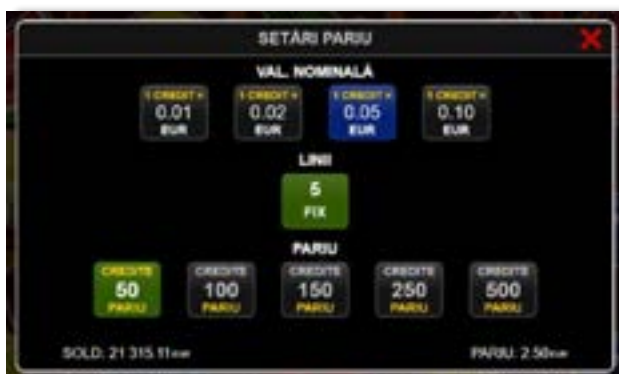 SETĂRI PARIU
VAL. NOMINALĂ
1 CREDIT = 1 CREDIT = 1 CREDIT = 1 CREDIT =
0.01 0.02 0.05 0.10
EUR EUR EUR EUR
LINII
5
FIX
PARIU
CREDITE CREDITE CREDITE CREDITE CREDITE
50 100 150 250 500
PARIU PARIU PARIU PARIU PARIU
SOLD: 21 315.11 EUR PARIU: 2.50 EUR